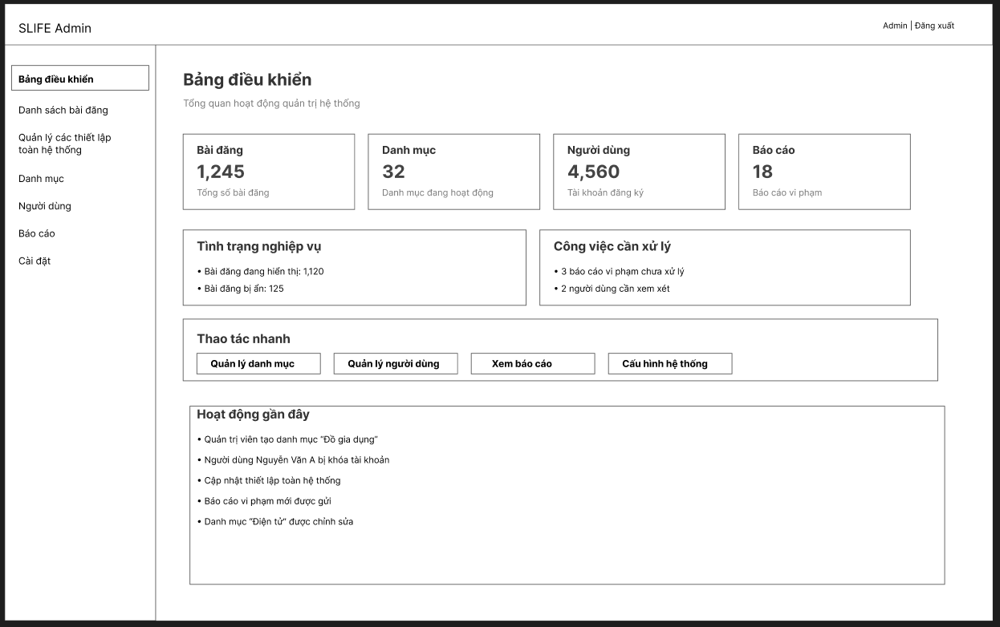 SLIFE Admin
Admin | Đăng xuất
Bảng điều khiển
Danh sách bài đăng
Quản lý các thiết lập
toàn hệ thống
Danh mục
Người dùng
Báo cáo
Cài đặt
Bảng điều khiển
Tổng quan hoạt động quản trị hệ thống
Bài đăng
1,245
Tổng số bài đăng
Danh mục
32
Danh mục đang hoạt động
Người dùng
4,560
Tài khoản đăng ký
Báo cáo
18
Báo cáo vi phạm
Tình trạng nghiệp vụ
• Bài đăng đang hiển thị: 1,120
• Bài đăng bị ẩn: 125
Công việc cần xử lý
• 3 báo cáo vi phạm chưa xử lý
• 2 người dùng cần xem xét
Thao tác nhanh
Quản lý danh mục
Quản lý người dùng
Xem báo cáo
Cấu hình hệ thống
Hoạt động gần đây
• Quản trị viên tạo danh mục “Đồ gia dụng”
• Người dùng Nguyễn Văn A bị khóa tài khoản
• Cập nhật thiết lập toàn hệ thống
• Báo cáo vi phạm mới được gửi
• Danh mục “Điện tử” được chỉnh sửa